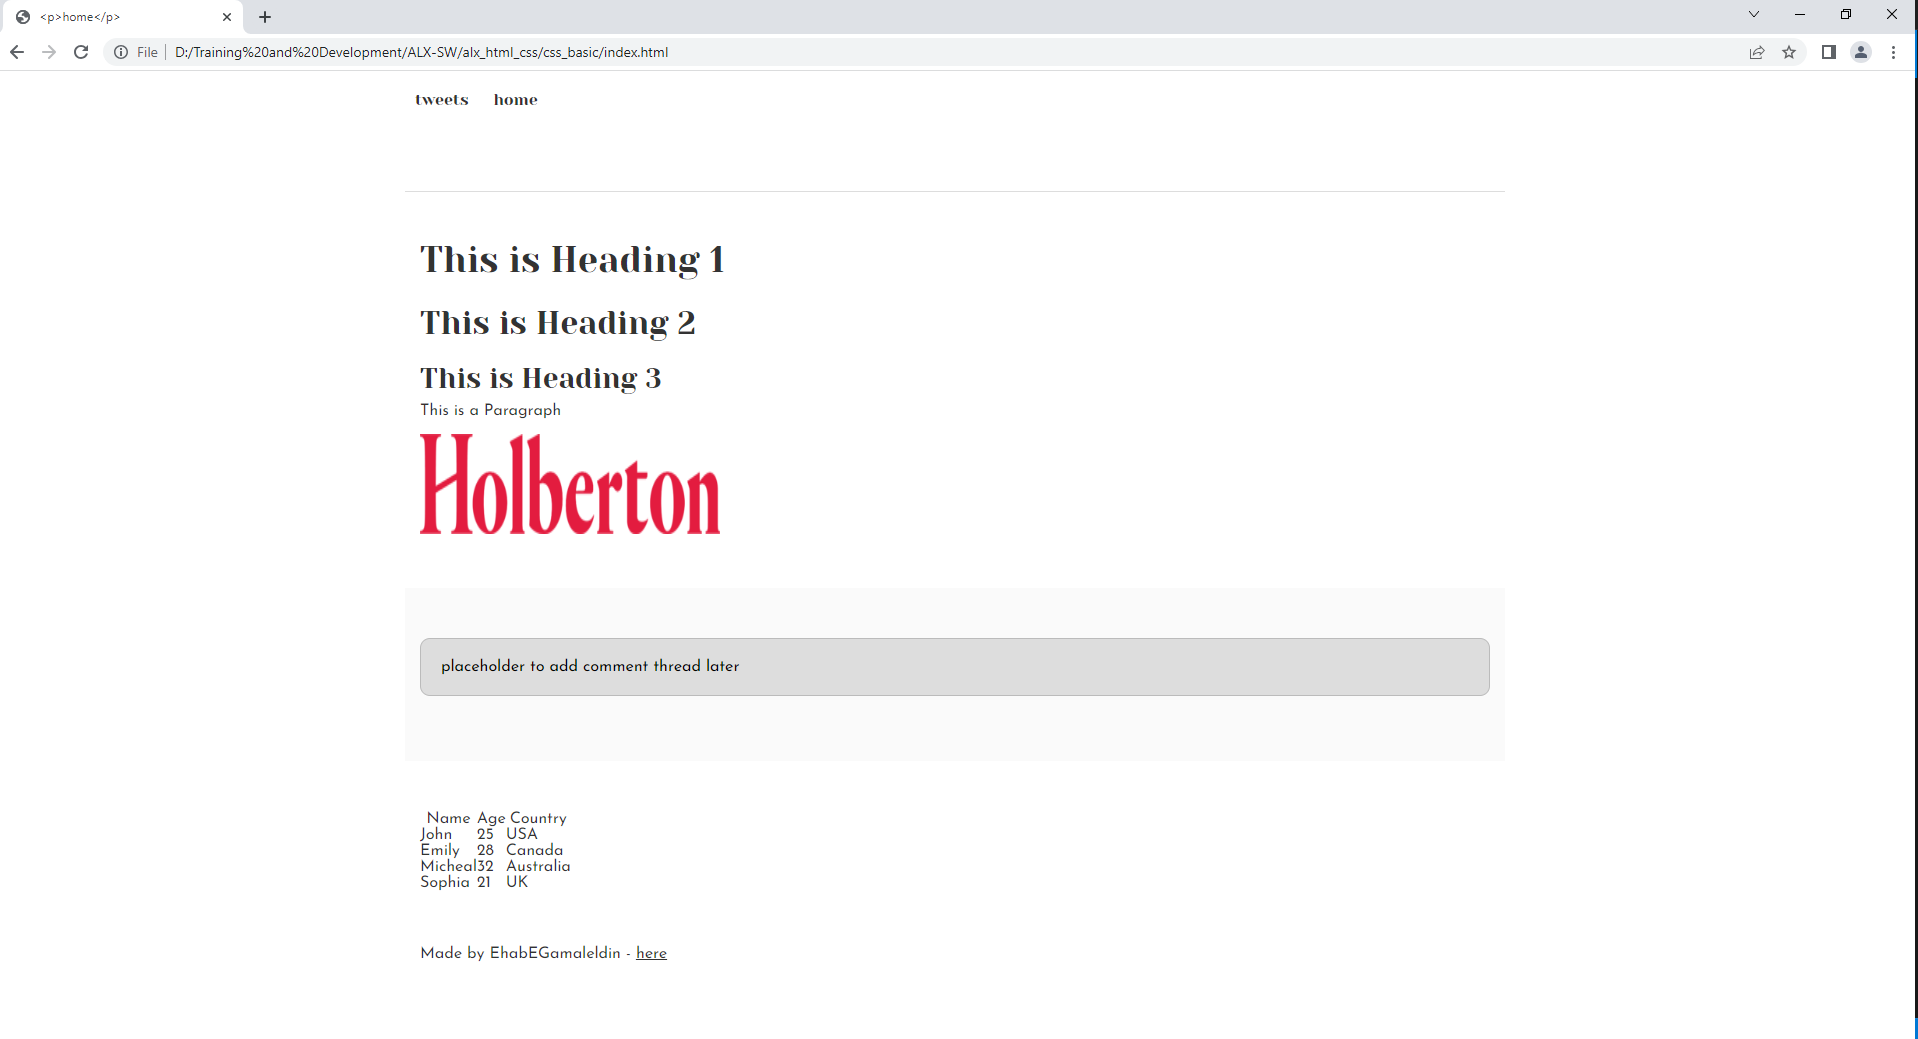 <p>home</p>
File D:/Training%20and%20Development/ALX-SW/alx_html_css/css_basic/index.html
tweets home
This is Heading 1
This is Heading 2
This is Heading 3
This is a Paragraph
Holberton
placeholder to add comment thread later
Name Age Country
John 25 USA
Emily 28 Canada
Micheal32 Australia
Sophia 21 UK
Made by EhabEGamaleldin - here